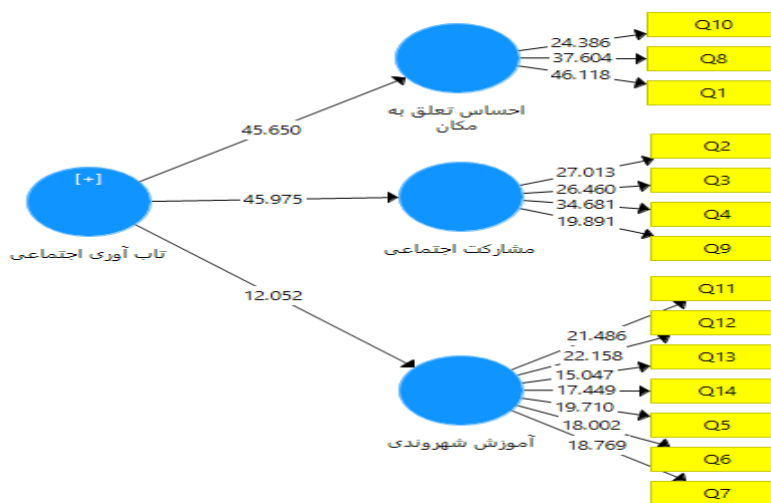 Q10
24.386
Q8
37.604
46.118
Q1
احساس تعلق به
مکان
45.650
Q2
27.013
Q3
26.460
[+]
34.681
Q4
45.975
19.891
Q9
مشارکت اجتماعی
تاب آوری اجتماعی
Q11
12.052
Q12
21.486
22.158
Q13
15.047
17.449
Q14
19.710
Q5
18.002
آموزش شهروندی
18.769
Q6
Q7